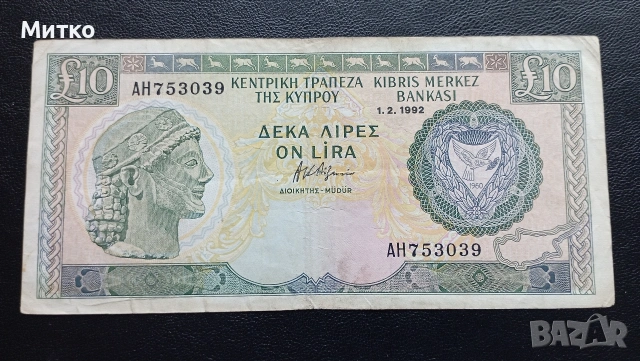 Митко
£10
AH753039
ΚΕΝΤΡΙΚΗ ΤΡΑΠΕΖΑ
ΤΗΣ ΚΥΠΡΟΥ
KIBRIS MERKEZ
BANKASI
1.2.1992
£10
ΔΕΚΑ ΛΙΡΕΣ
ON LİRA
ΔΙΟΙΚΗΤΗΣ-MÜDÜR
1960
AH753039
BAZAR